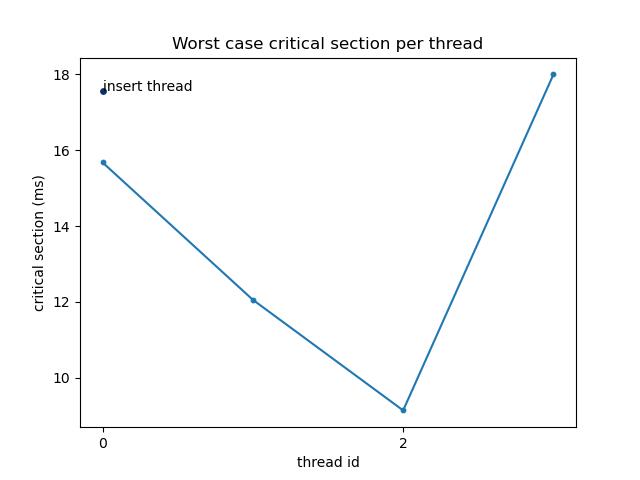 Worst case critical section per thread
18
insert thread
16
14
12
10
critical section (ms)
0
2
thread id